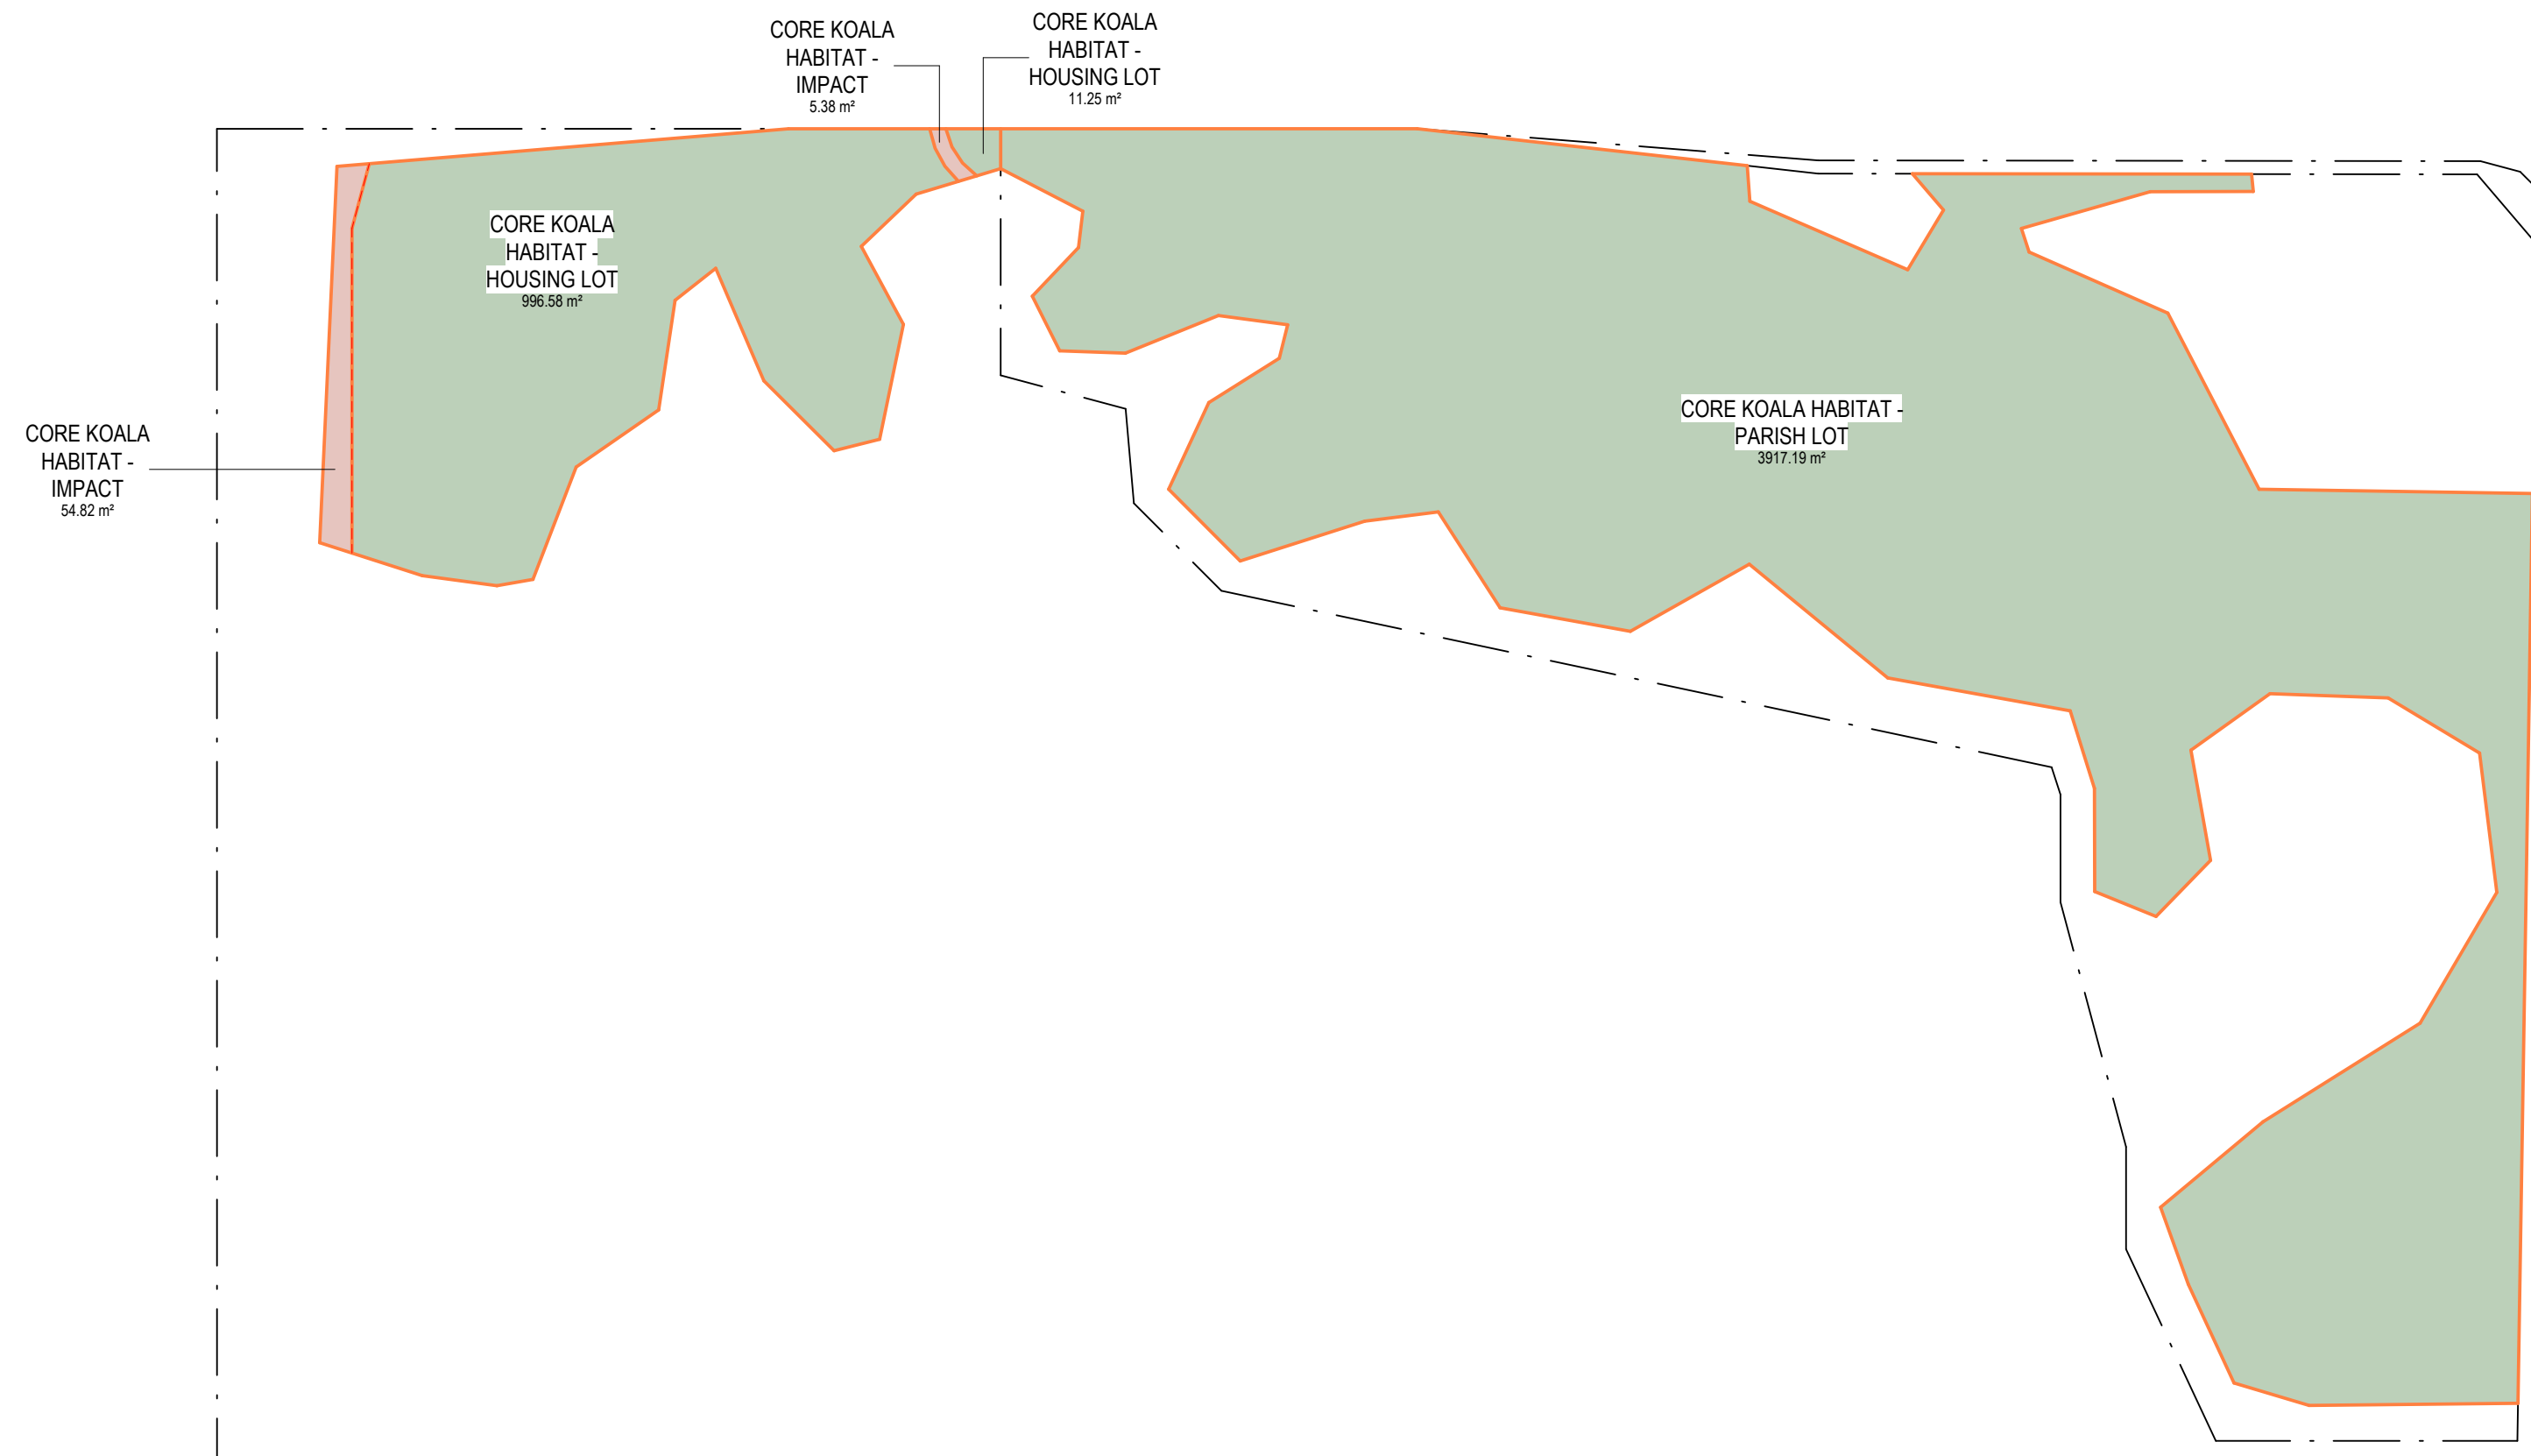 CORE KOALA
HABITAT -
IMPACT
5.38 m²
CORE KOALA
HABITAT -
HOUSING LOT
11.25 m²
CORE KOALA
HABITAT -
HOUSING LOT
996.58 m²
CORE KOALA HABITAT -
PARISH LOT
3917.19 m²
CORE KOALA
HABITAT -
IMPACT
54.82 m²